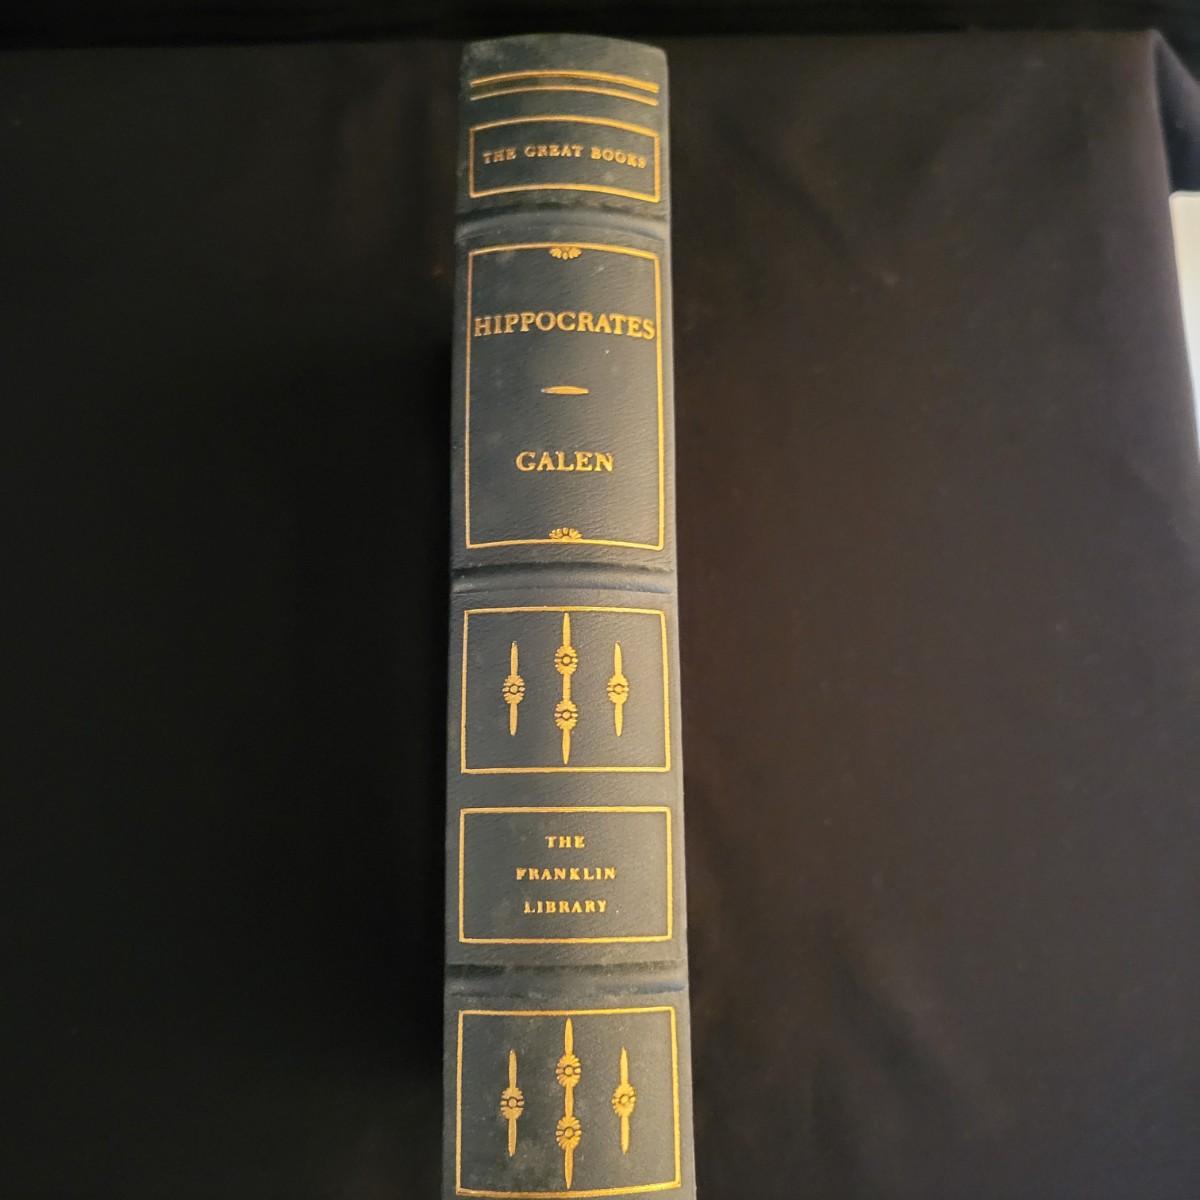 THE GREAT BOOKS
HIPPOCRATES
GALEN
THE
FRANKLIN
LIBRARY